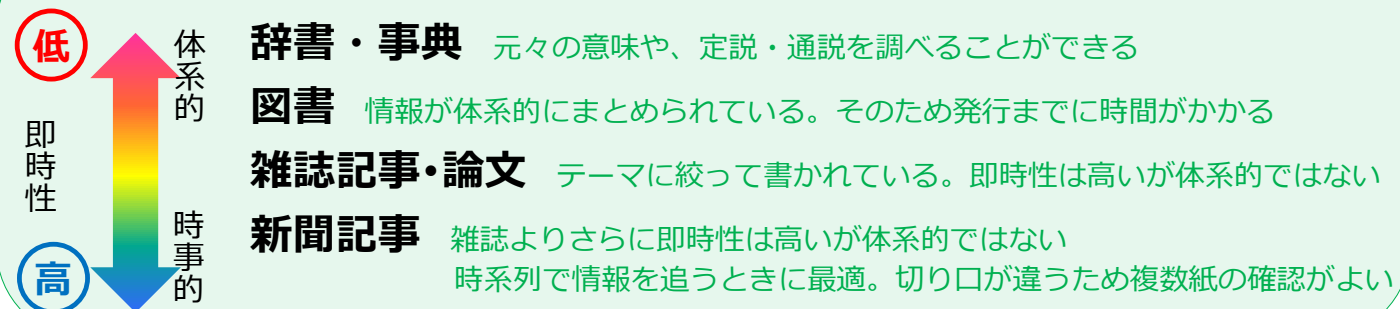 低
体系的
即時性
時事的
高
辞書・事典 元々の意味や、定説・通説を調べることができる
図書 情報が体系的にまとめられている。そのため発行までに時間がかかる
雑誌記事・論文 テーマに絞って書かれている。即時性は高いが体系的ではない
新聞記事 雑誌よりさらに即時性は高いが体系的ではない
時系列で情報を追うときに最適。切り口が違うため複数紙の確認がよい